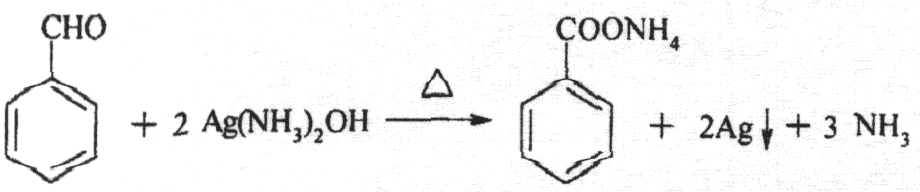 CHO COONH₄
+ 2 Ag(NH₃)₂OH △ → + 2Ag↓ + 3 NH₃